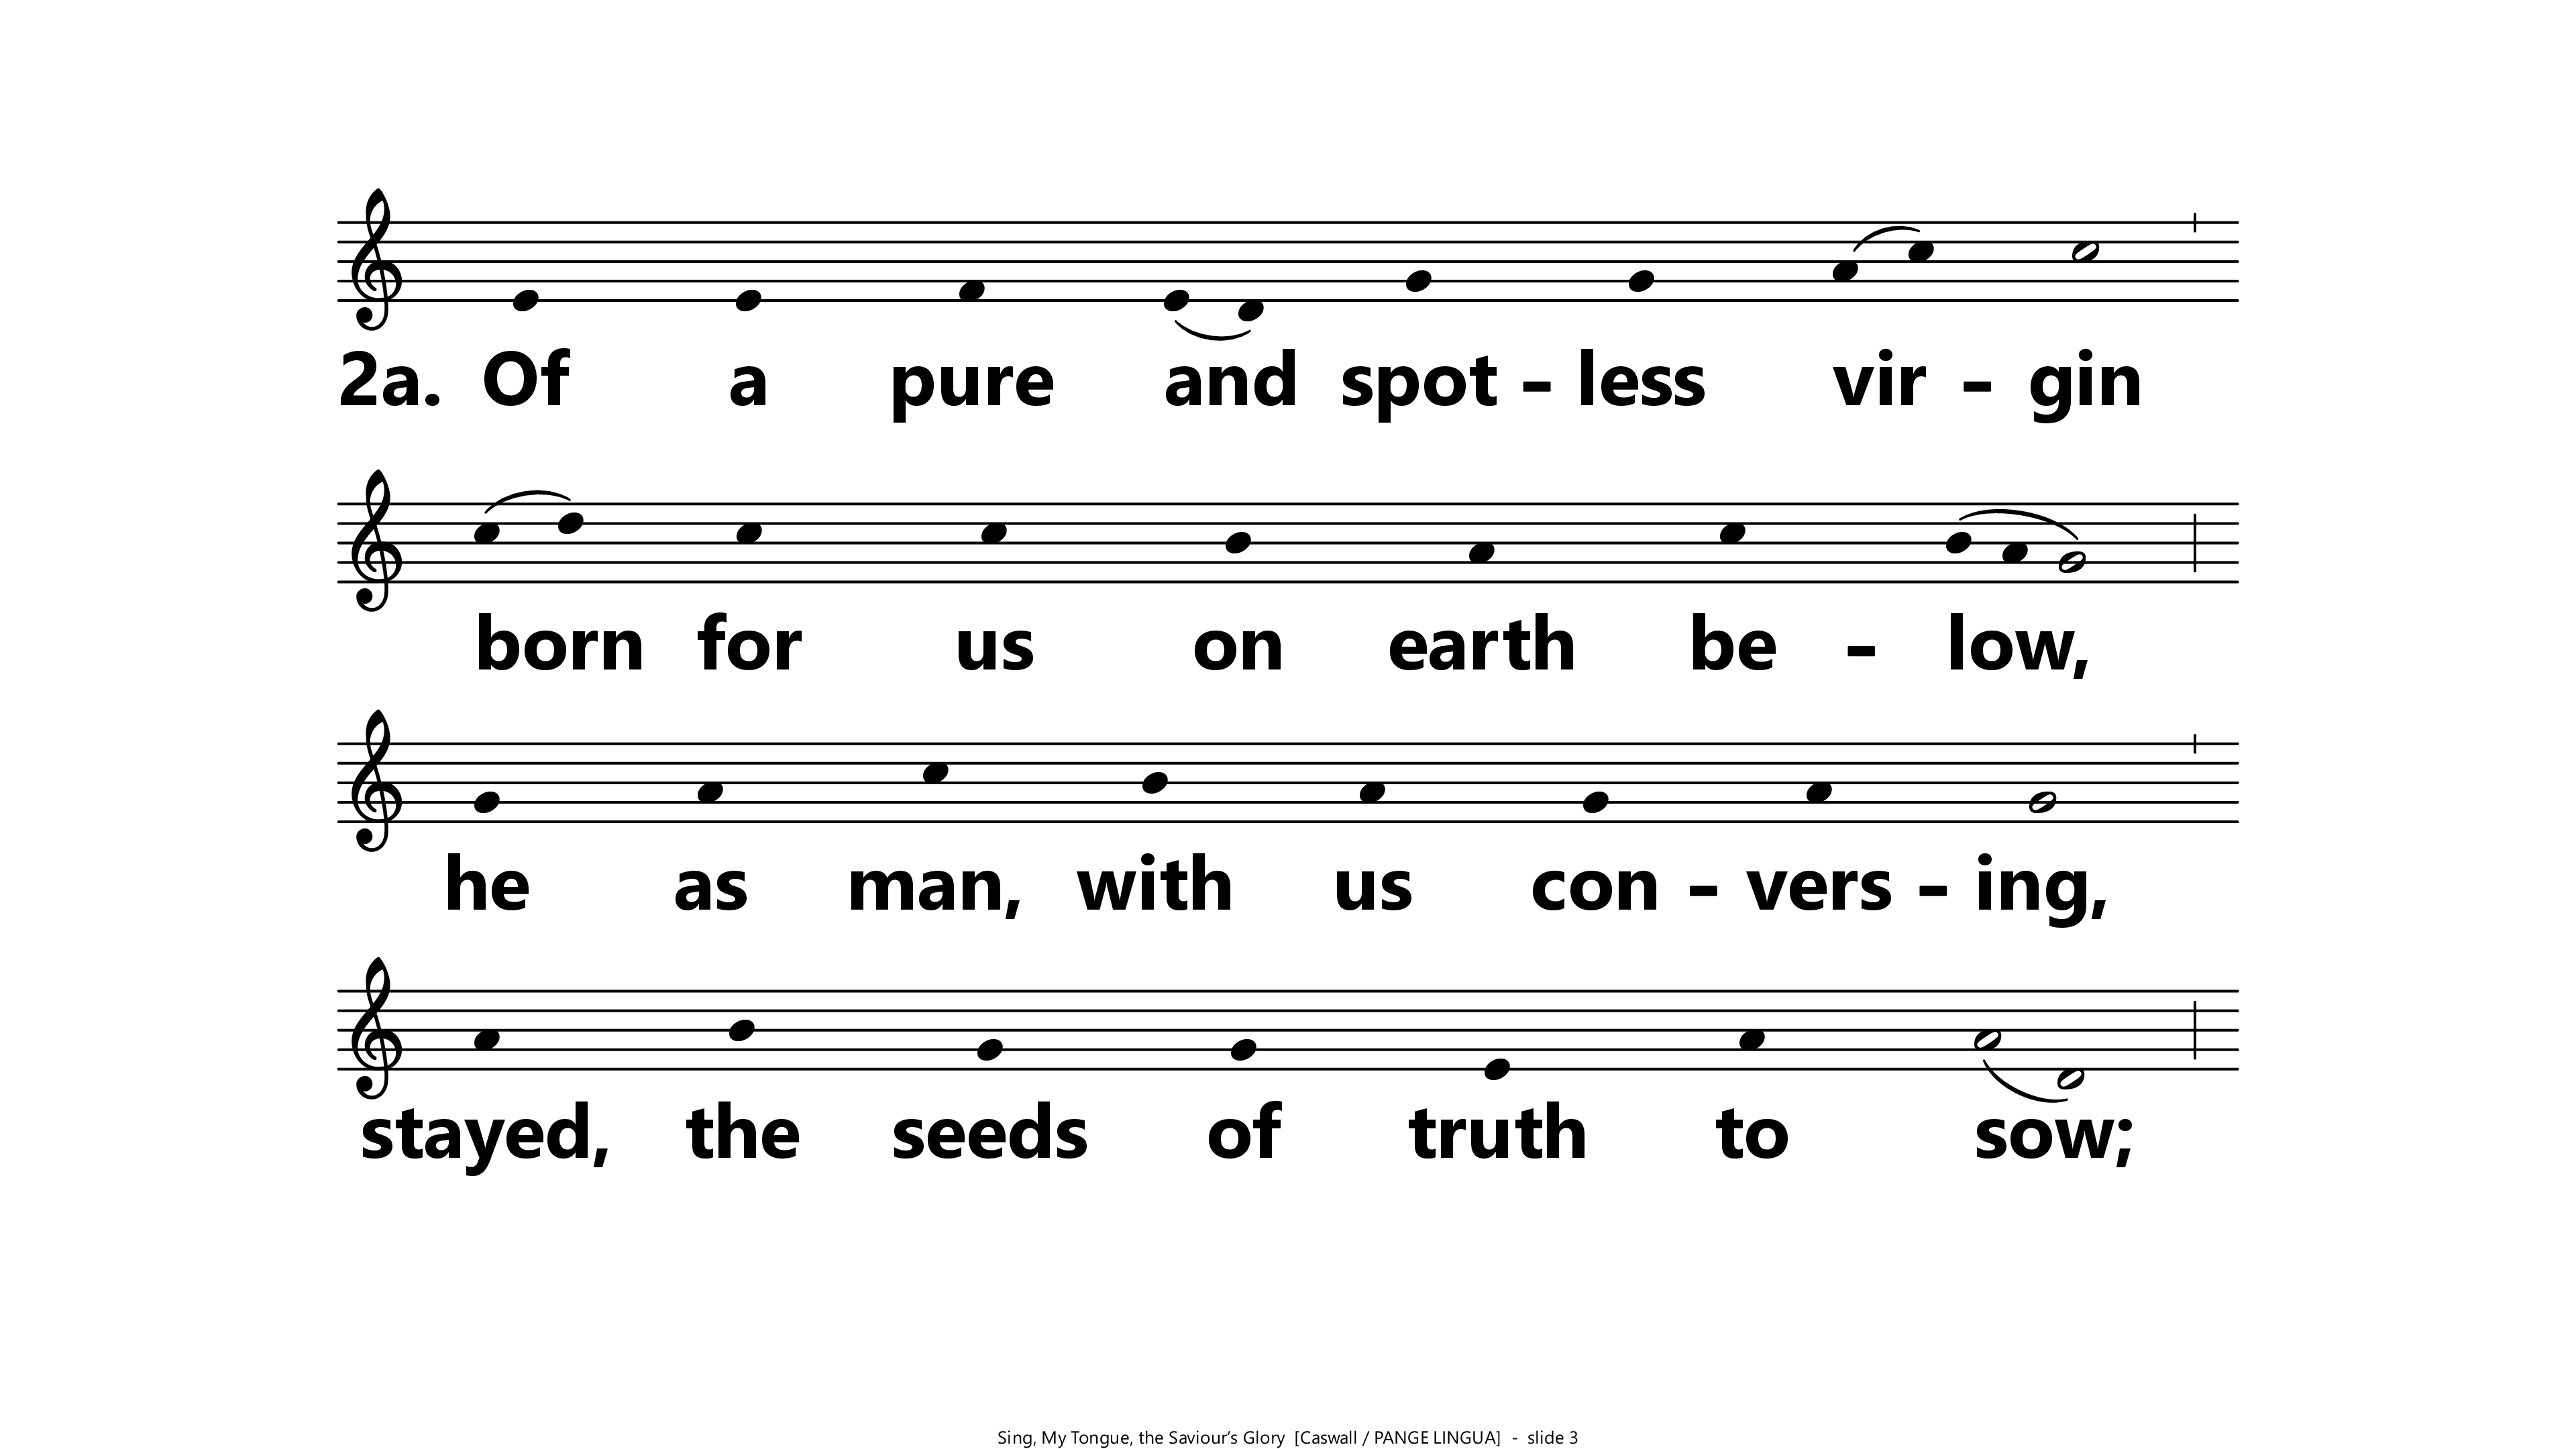 2a. Of a pure and spot – less vir – gin
born for us on earth be – low,
he as man, with us con – vers – ing,
stayed, the seeds of truth to sow;
Sing, My Tongue, the Saviour’s Glory [Caswall / PANGE LINGUA] - slide 3